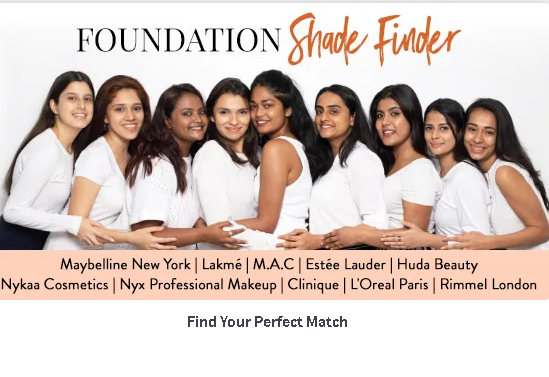 FOUNDATION Shade Finder
Maybelline New York | Lakmé | M.A.C | Estée Lauder | Huda Beauty
Nykaa Cosmetics | Nyx Professional Makeup | Clinique | L'Oreal Paris | Rimmel London
Find Your Perfect Match